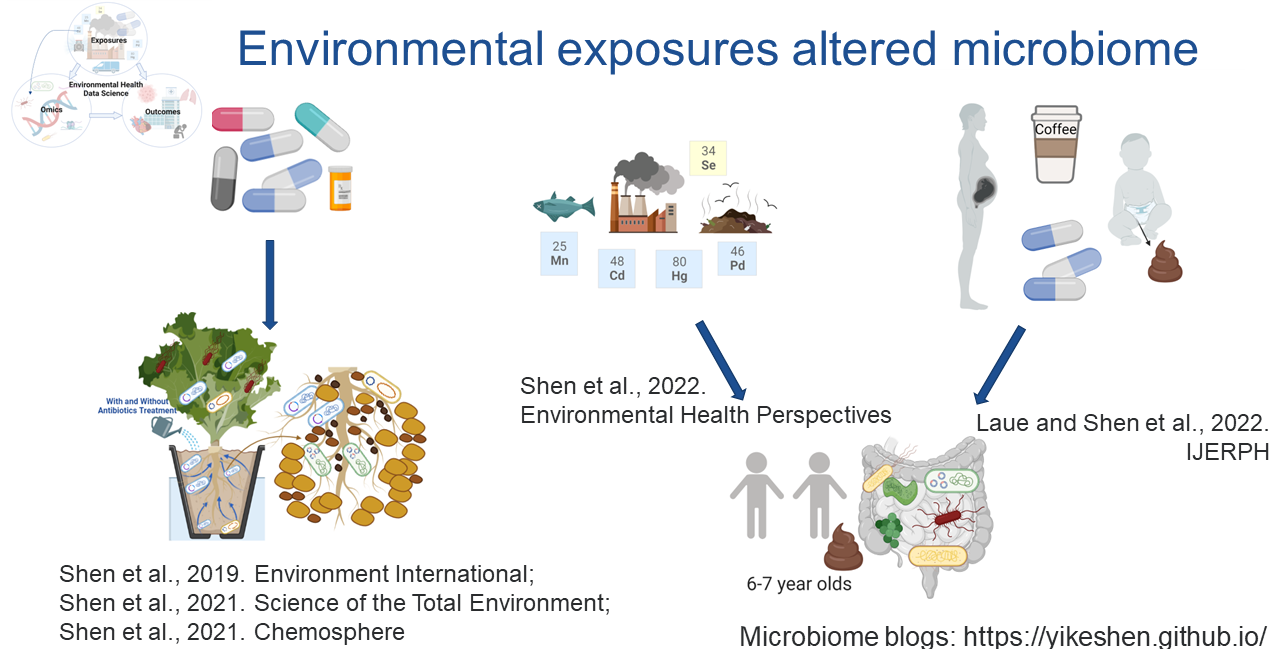 Environmental exposures altered microbiome
Exposures
Environmental Health
Data Science
Omics
Outcomes
34
Se
25
Mn
48
Cd
80
Hg
46
Pd
Coffee
With and Without
Antibiotics Treatment
Shen et al., 2022.
Environmental Health Perspectives
Laue and Shen et al., 2022.
IJERPH
6-7 year olds
Shen et al., 2019. Environment International;
Shen et al., 2021. Science of the Total Environment;
Shen et al., 2021. Chemosphere
Microbiome blogs: https://yikeshen.github.io/